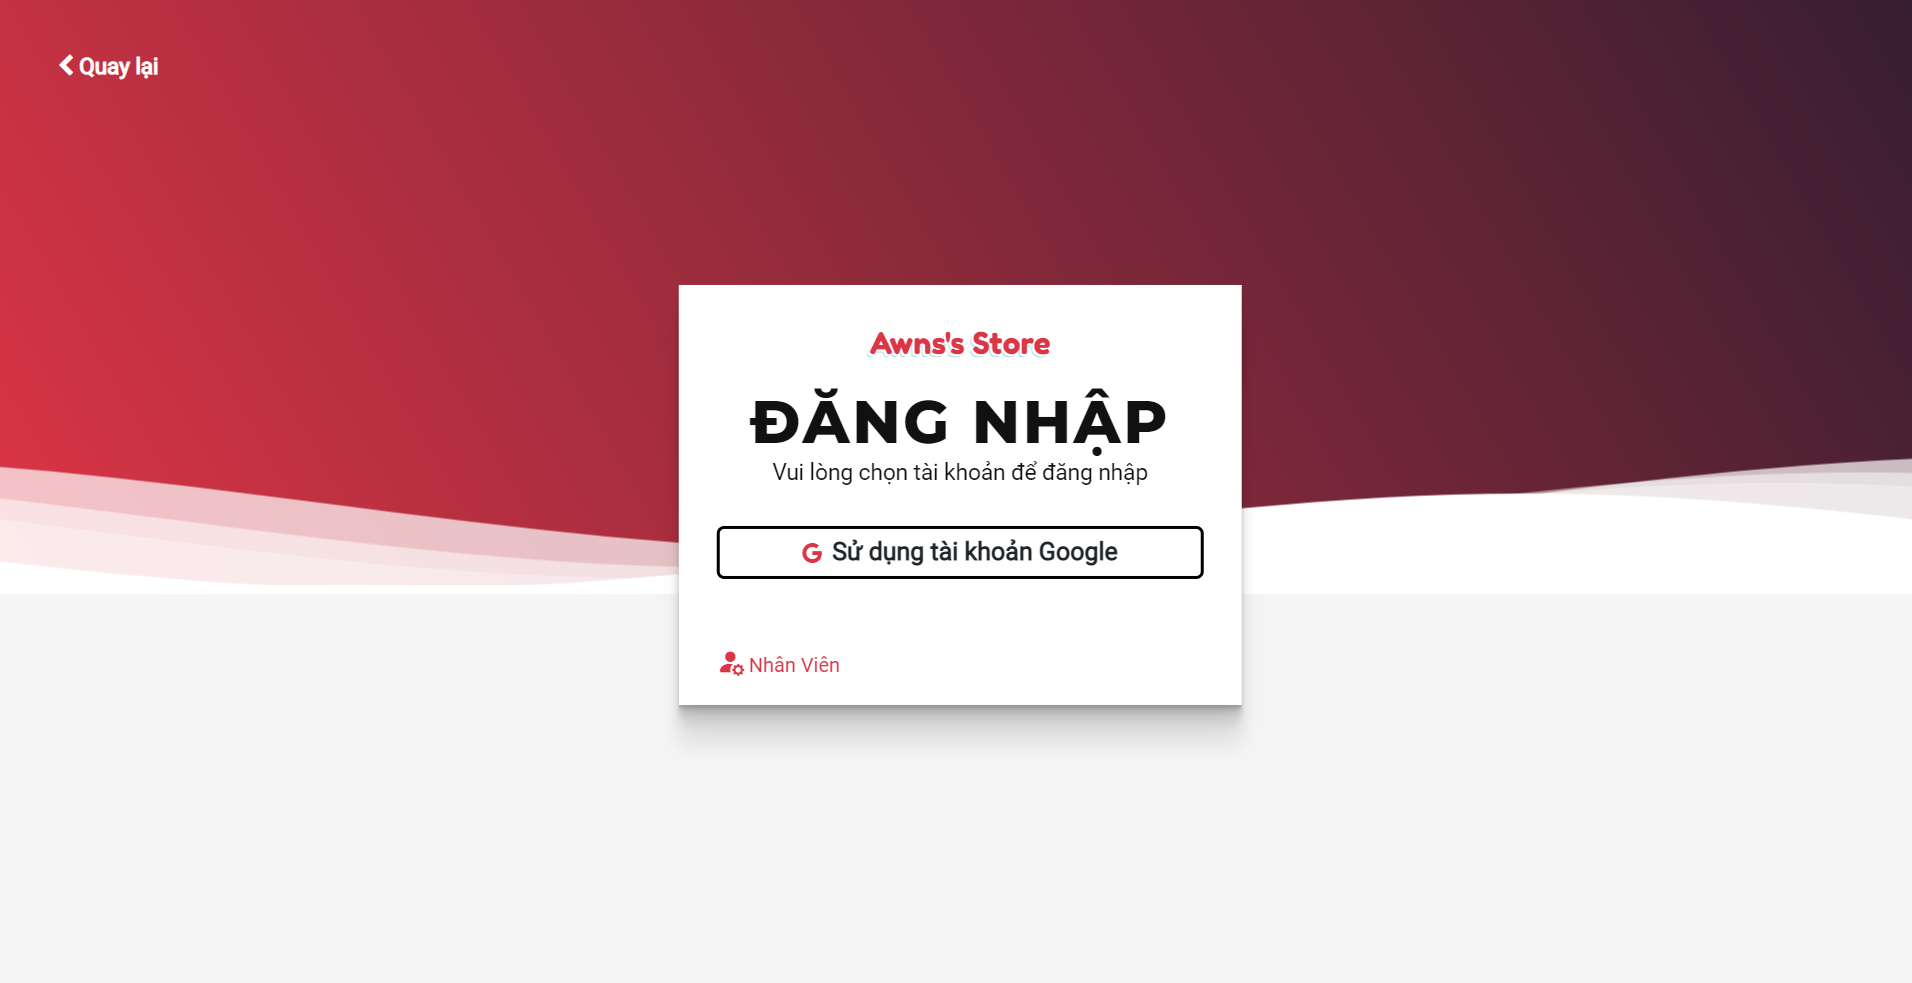 Quay lại
Awns's Store
ĐĂNG NHẬP
Vui lòng chọn tài khoản để đăng nhập
Sử dụng tài khoản Google
Nhân Viên